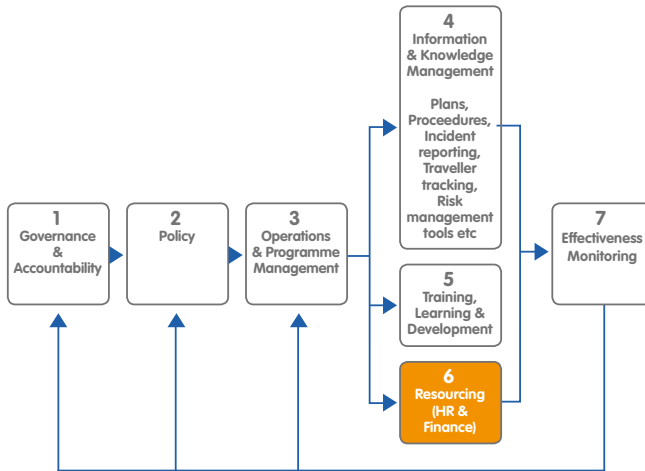 1
Governance
&
Accountability
2
Policy
3
Operations
& Programme
Management
4
Information
& Knowledge
Management
Plans,
Proceedures,
Incident
reporting,
Traveller
tracking,
Risk
management
tools etc
5
Training,
Learning &
Development
6
Resourcing
(HR &
Finance)
7
Effectiveness
Monitoring